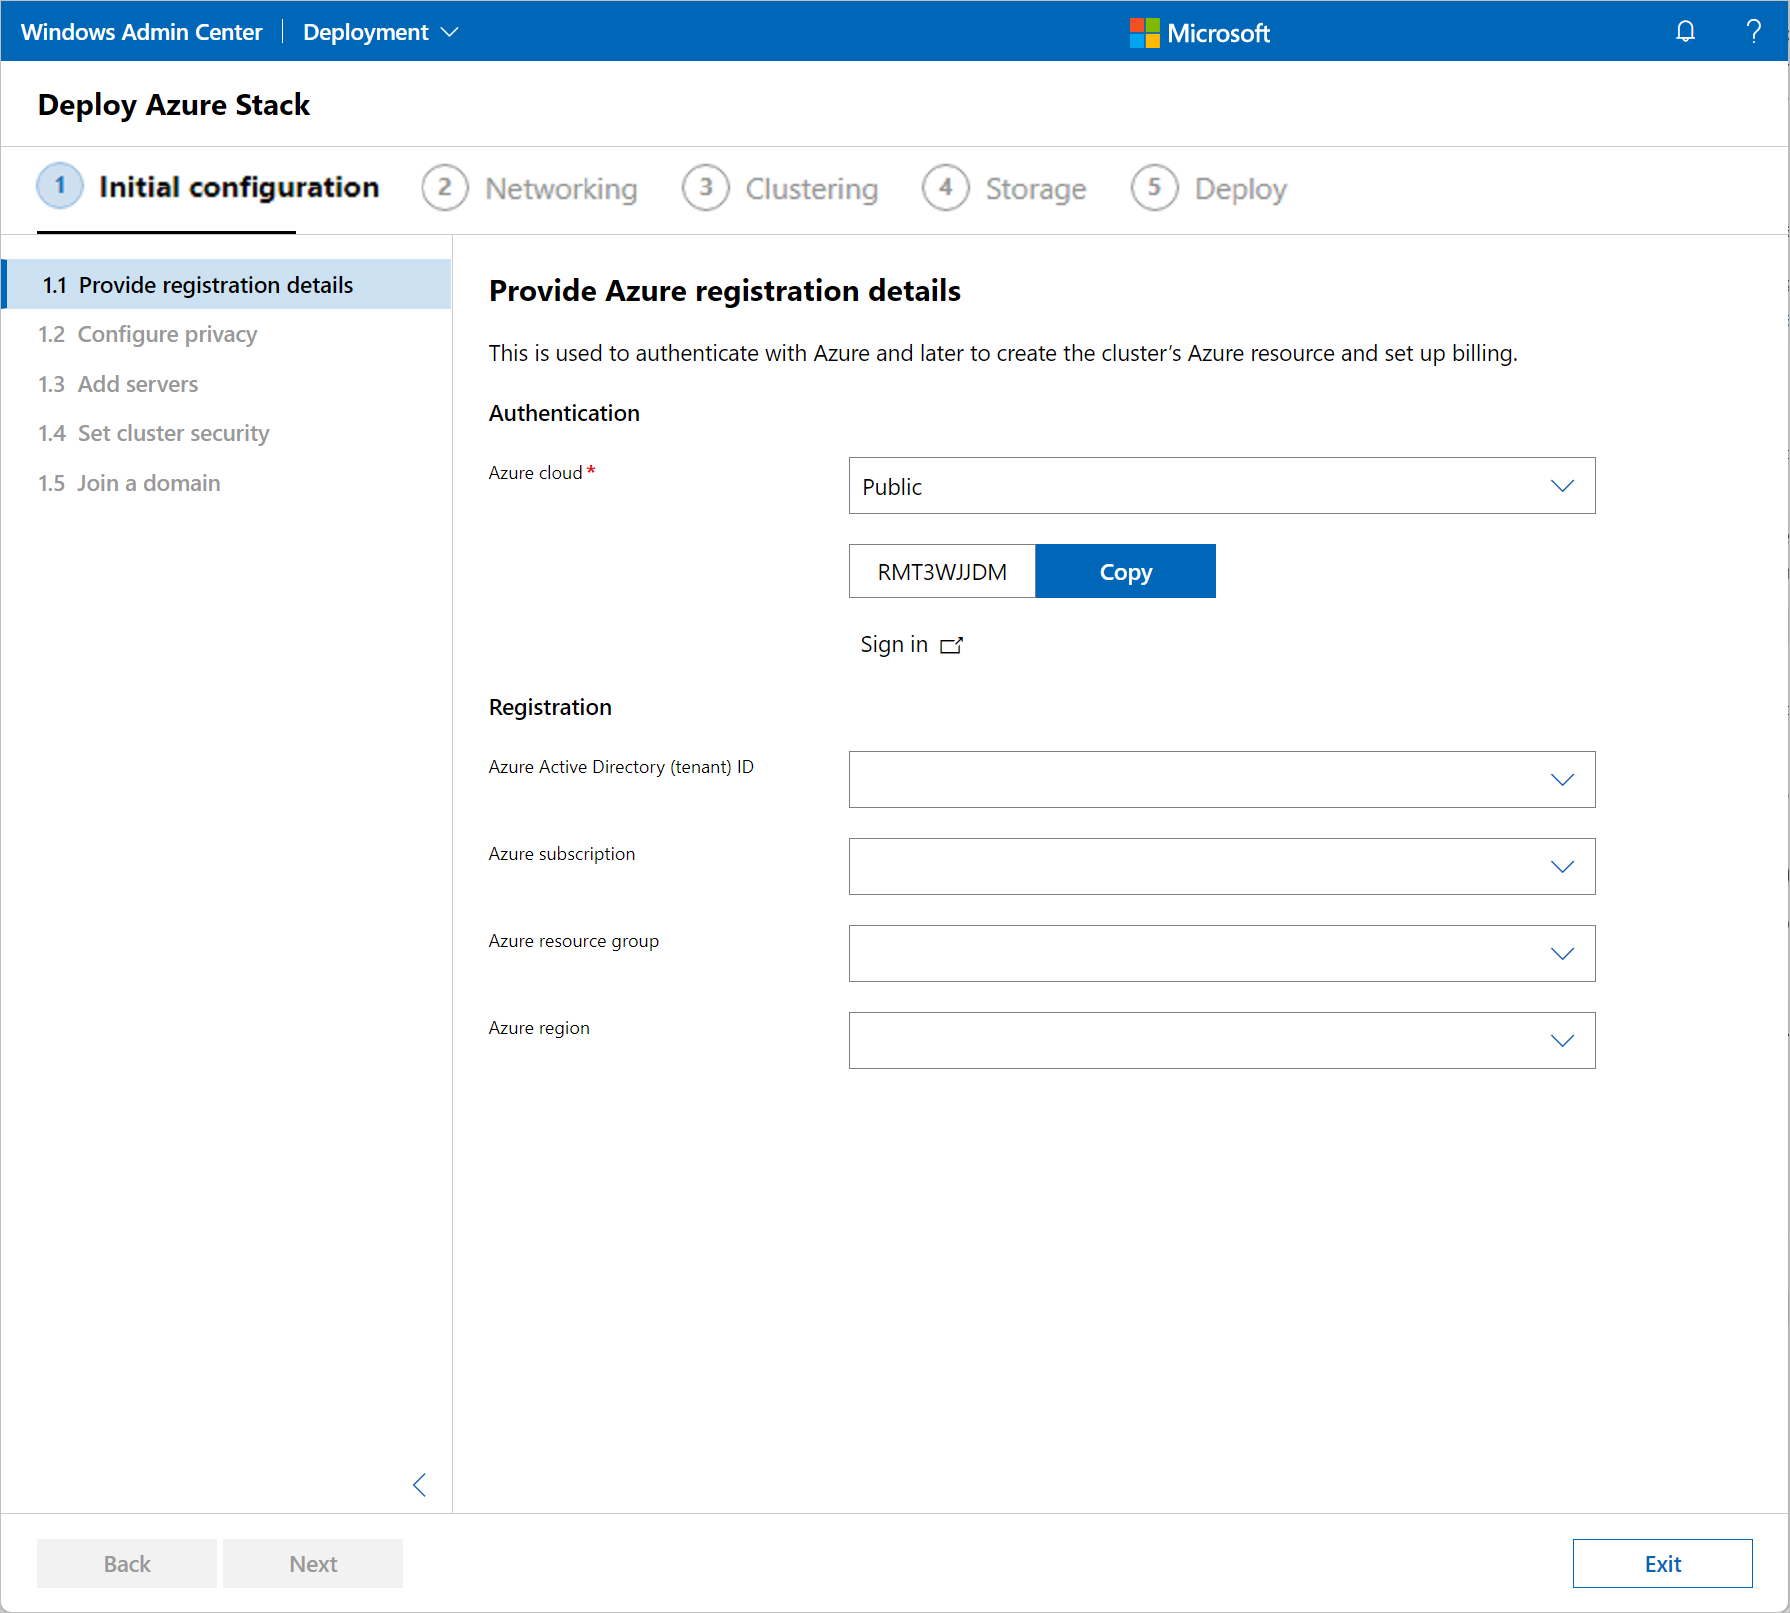 Windows Admin Center | Deployment
Microsoft
?
Deploy Azure Stack
1 Initial configuration
2 Networking
3 Clustering
4 Storage
5 Deploy
1.1 Provide registration details
1.2 Configure privacy
1.3 Add servers
1.4 Set cluster security
1.5 Join a domain
Provide Azure registration details
This is used to authenticate with Azure and later to create the cluster’s Azure resource and set up billing.
Authentication
Azure cloud *
Public
RMT3WJJDM
Copy
Sign in
Registration
Azure Active Directory (tenant) ID
Azure subscription
Azure resource group
Azure region
Back
Next
Exit